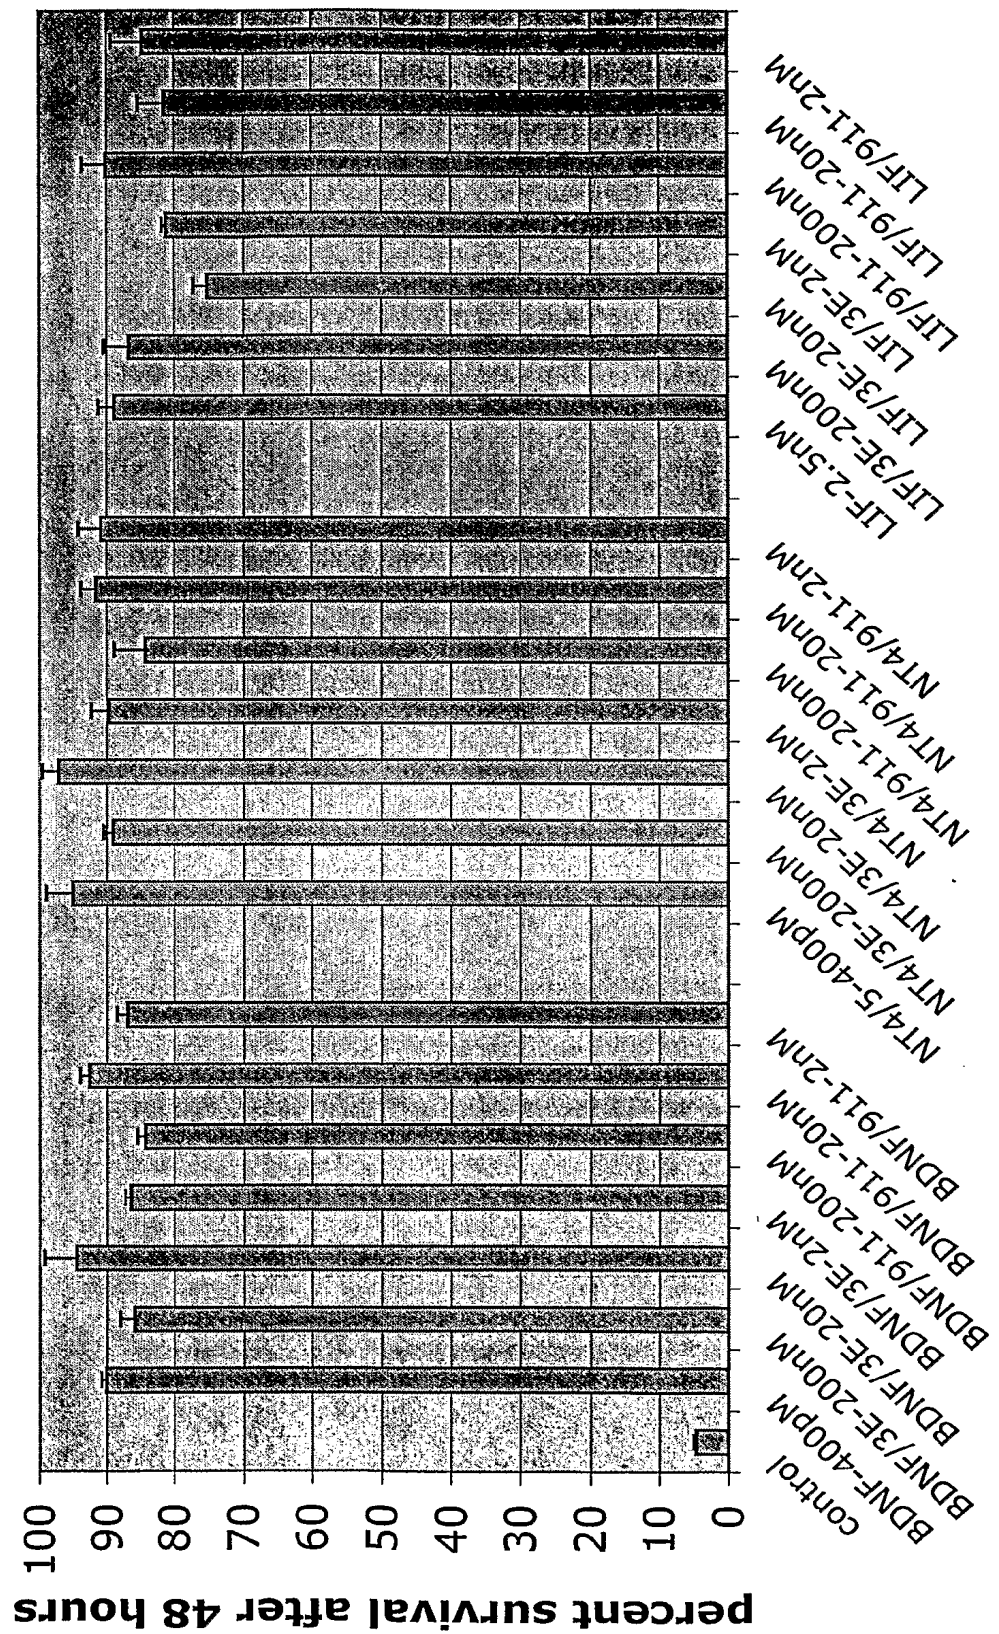 percent survival after 48 hours
100
90
80
70
60
50
40
30
20
10
0
control
BDNF-400pM
BDNF/3E-200nM
BDNF/3E-20nM
BDNF/3E-2nM
BDNF/911-200nM
BDNF/911-20nM
BDNF/911-2nM
NT4/5-400pM
NT4/3E-200nM
NT4/3E-20nM
NT4/3E-2nM
NT4/911-200nM
NT4/911-20nM
NT4/911-2nM
LIF-2.5nM
LIF/3E-200nM
LIF/3E-20nM
LIF/3E-2nM
LIF/911-200nM
LIF/911-20nM
LIF/911-2nM